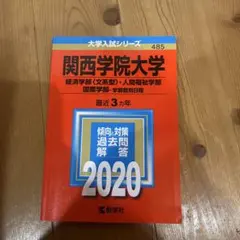 大学入試シリーズ
485
関西学院大学
経済学部〈文系型〉・人間福祉学部
国際学部-学部個別日程
最近3カ年
傾向と対策
過去問
解答
2020
教学社